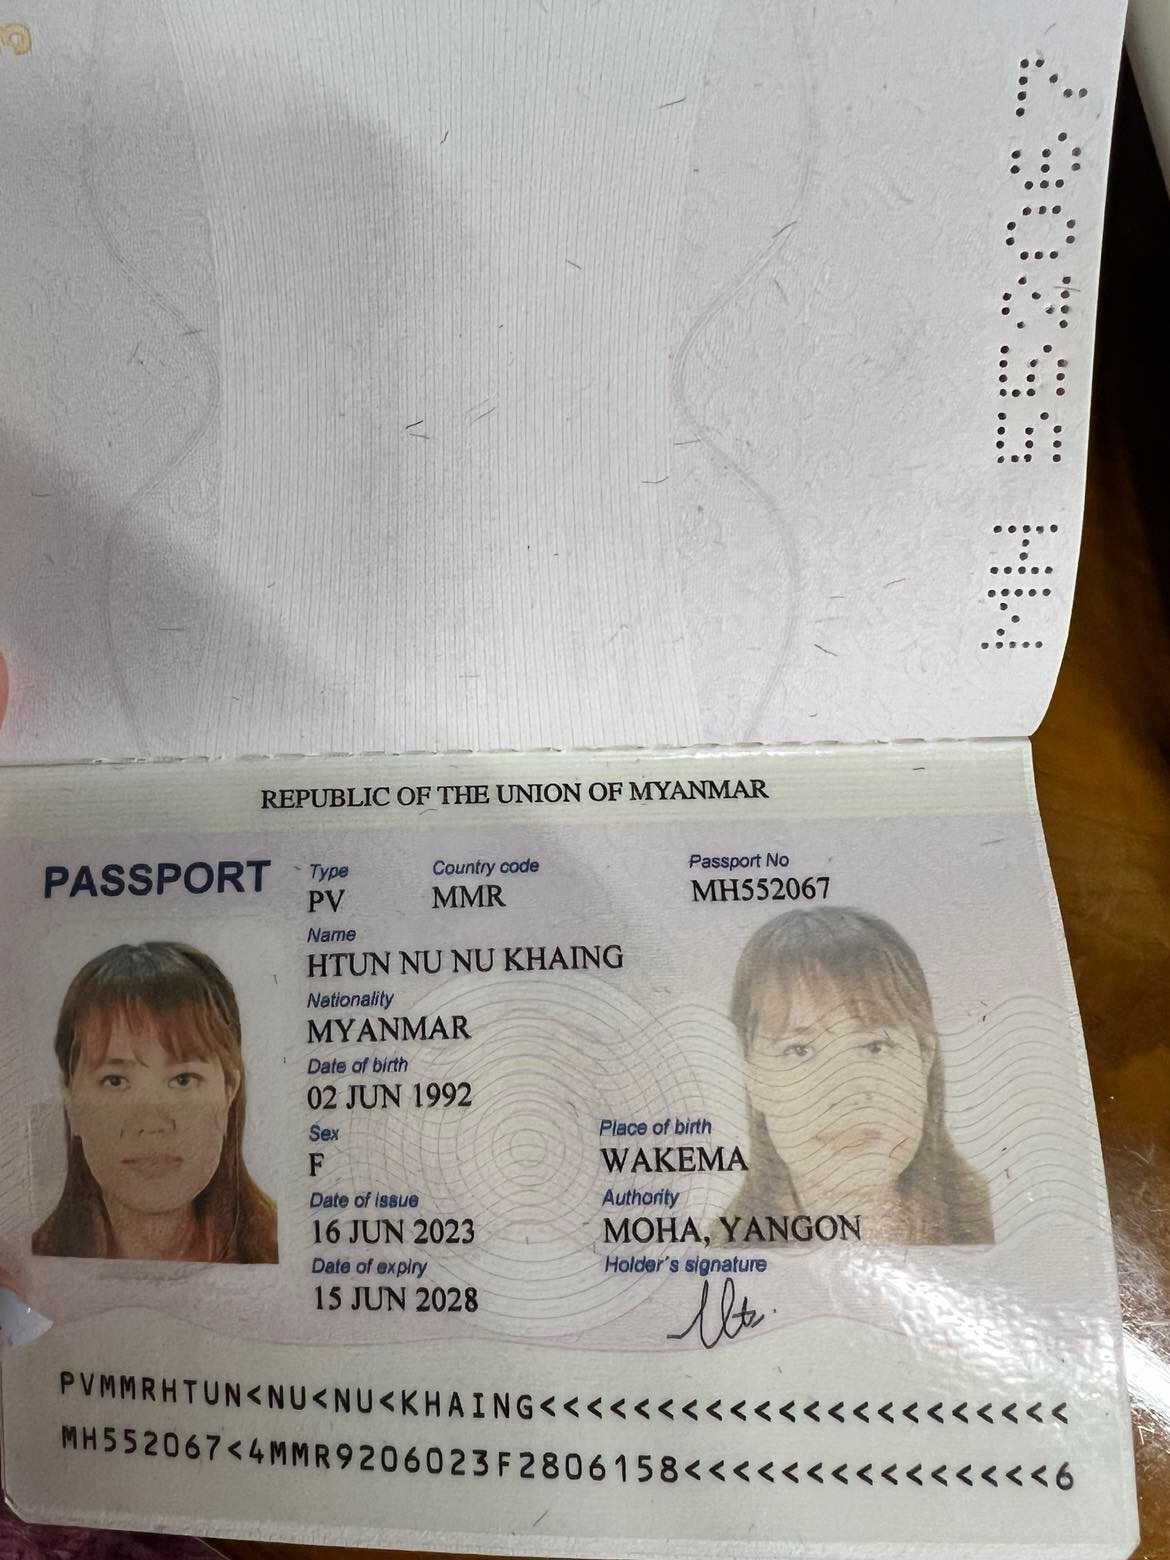 MH 552067
REPUBLIC OF THE UNION OF MYANMAR
PASSPORT
Type Country code Passport No
PV MMR MH552067
Name
HTUN NU NU KHAING
Nationality
MYANMAR
Date of birth
02 JUN 1992
Sex Place of birth
F WAKEMA
Date of issue Authority
16 JUN 2023 MOHA, YANGON
Date of expiry Holder's signature
15 JUN 2028
PVMMRHTUN<NU<NU<KHAING<<<<<<<<<<<<<<<<<<<<<<
MH552067<4MMR9206023F2806158<<<<<<<<<<<<<<<6